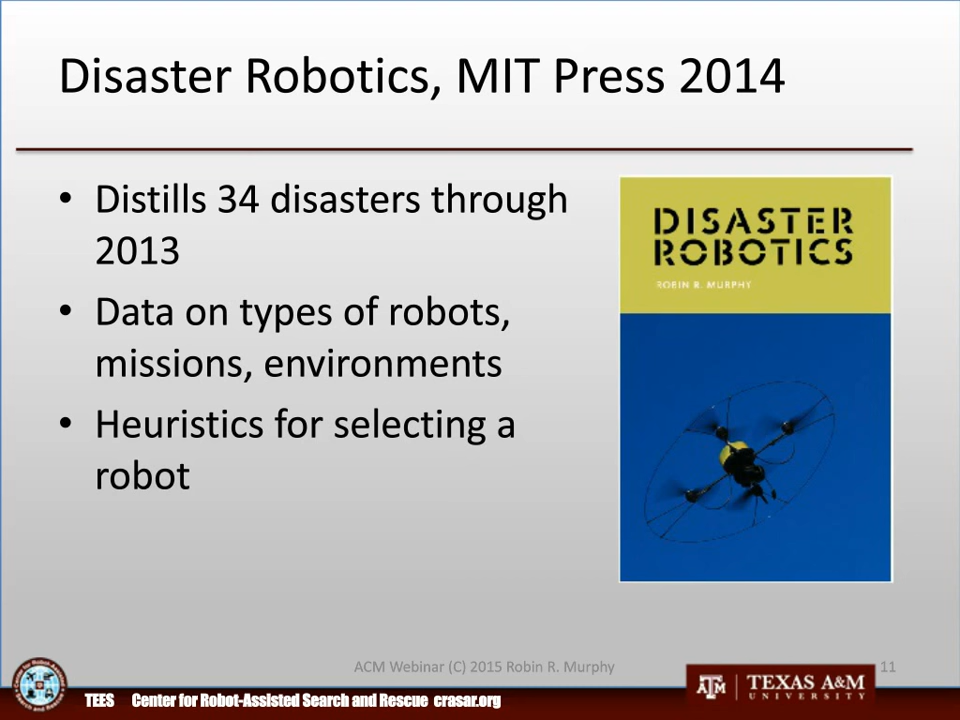 Disaster Robotics, MIT Press 2014
• Distills 34 disasters through
2013
• Data on types of robots,
missions, environments
• Heuristics for selecting a
robot
DISASTER
ROBOTICS
ROBIN R. MURPHY
ACM Webinar (C) 2015 Robin R. Murphy
11
TEES Center for Robot-Assisted Search and Rescue crasar.org
ATM
TEXAS A&M
UNIVERSITY